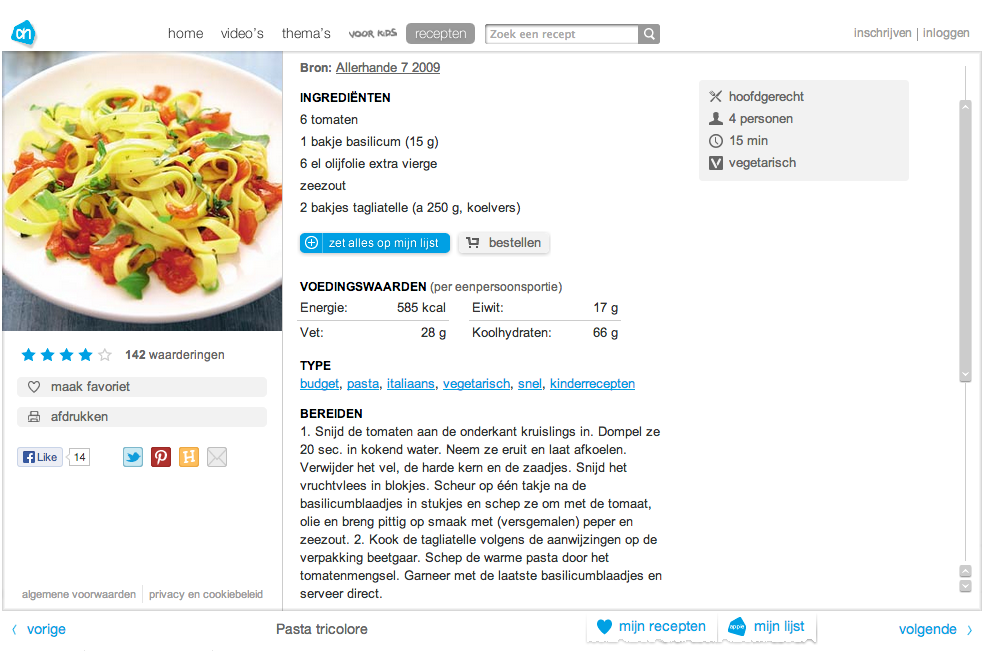 ah
home video's thema's VOOR KIDS recepten Zoek een recept
inschrijven | inloggen
Bron: Allerhande 7 2009
INGREDIËNTEN
6 tomaten
1 bakje basilicum (15 g)
6 el olijfolie extra vierge
zeezout
2 bakjes tagliatelle (a 250 g, koelvers)
zet alles op mijn lijst bestellen
hoofdgerecht
4 personen
15 min
V vegetarisch
VOEDINGSWAARDEN (per eenpersoonsportie)
Energie: 585 kcal Eiwit: 17 g
Vet: 28 g Koolhydraten: 66 g
TYPE
budget, pasta, italiaans, vegetarisch, snel, kinderrecepten
BEREIDEN
1. Snijd de tomaten aan de onderkant kruislings in. Dompel ze
20 sec. in kokend water. Neem ze eruit en laat afkoelen.
Verwijder het vel, de harde kern en de zaadjes. Snijd het
vruchtvlees in blokjes. Scheur op één takje na de
basilicumblaadjes in stukjes en schep ze om met de tomaat,
olie en breng pittig op smaak met (versgemalen) peper en
zeezout. 2. Kook de tagliatelle volgens de aanwijzingen op de
verpakking beetgaar. Schep de warme pasta door het
tomatenmengsel. Garneer met de laatste basilicumblaadjes en
serveer direct.
142 waarderingen
maak favoriet
afdrukken
f Like 14
algemene voorwaarden privacy en cookiebeleid
vorige Pasta tricolore mijn recepten appie mijn lijst volgende